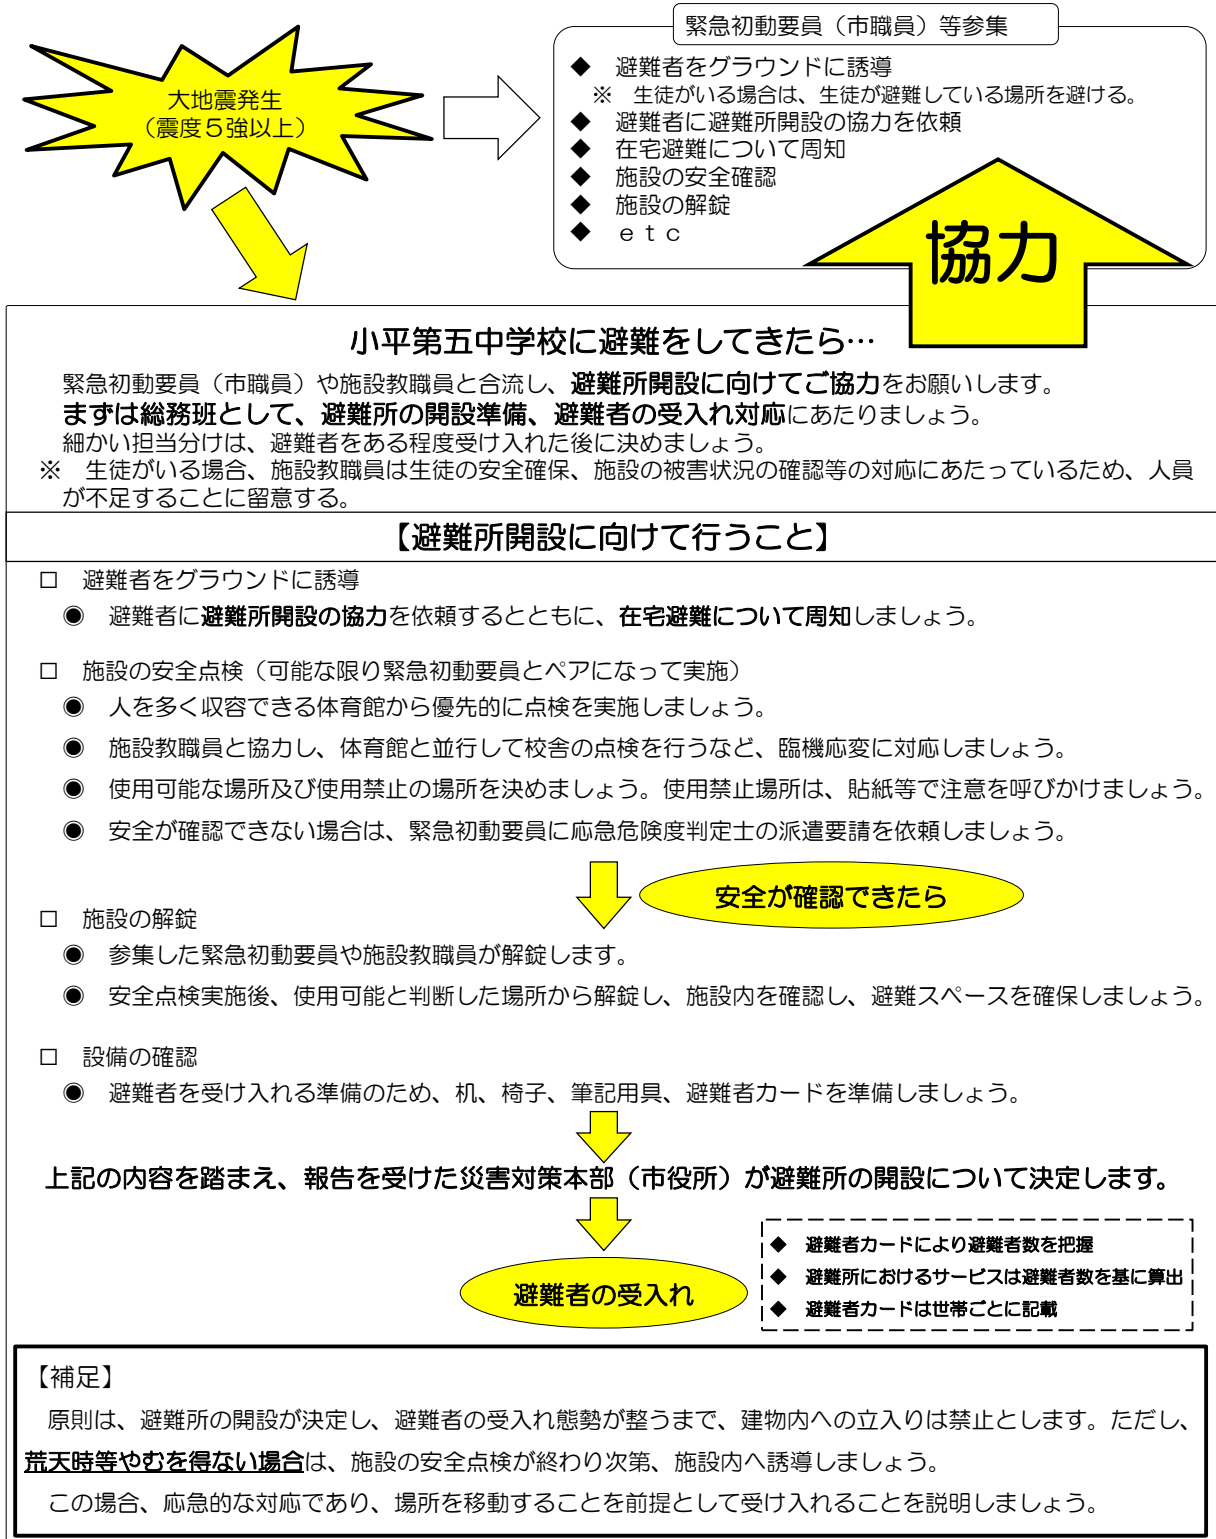 大地震発生
（震度５強以上）
緊急初動要員（市職員）等参集
◆ 避難者をグラウンドに誘導
※ 生徒がいる場合は、生徒が避難している場所を避ける。
◆ 避難者に避難所開設の協力を依頼
◆ 在宅避難について周知
◆ 施設の安全確認
◆ 施設の解錠
◆ ｅｔｃ
協力
小平第五中学校に避難をしてきたら…
緊急初動要員（市職員）や施設教職員と合流し、避難所開設に向けてご協力をお願いします。
まずは総務班として、避難所の開設準備、避難者の受入れ対応にあたりましょう。
細かい担当分けは、避難者をある程度受け入れた後に決めましょう。
※ 生徒がいる場合、施設教職員は生徒の安全確保、施設の被害状況の確認等の対応にあたっているため、人員
が不足することに留意する。
【避難所開設に向けて行うこと】
□ 避難者をグラウンドに誘導
◉ 避難者に避難所開設の協力を依頼するとともに、在宅避難について周知しましょう。
□ 施設の安全点検（可能な限り緊急初動要員とペアになって実施）
◉ 人を多く収容できる体育館から優先的に点検を実施しましょう。
◉ 施設教職員と協力し、体育館と並行して校舎の点検を行うなど、臨機応変に対応しましょう。
◉ 使用可能な場所及び使用禁止の場所を決めましょう。使用禁止場所は、貼紙等で注意を呼びかけましょう。
◉ 安全が確認できない場合は、緊急初動要員に応急危険度判定士の派遣要請を依頼しましょう。
安全が確認できたら
□ 施設の解錠
◉ 参集した緊急初動要員や施設教職員が解錠します。
◉ 安全点検実施後、使用可能と判断した場所から解錠し、施設内を確認し、避難スペースを確保しましょう。
□ 設備の確認
◉ 避難者を受け入れる準備のため、机、椅子、筆記用具、避難者カードを準備しましょう。
上記の内容を踏まえ、報告を受けた災害対策本部（市役所）が避難所の開設について決定します。
避難者の受入れ
◆ 避難者カードにより避難者数を把握
◆ 避難所におけるサービスは避難者数を基に算出
◆ 避難者カードは世帯ごとに記載
【補足】
原則は、避難所の開設が決定し、避難者の受入れ態勢が整うまで、建物内への立入りは禁止とします。ただし、
荒天時等やむを得ない場合は、施設の安全点検が終わり次第、施設内へ誘導しましょう。
この場合、応急的な対応であり、場所を移動することを前提として受け入れることを説明しましょう。